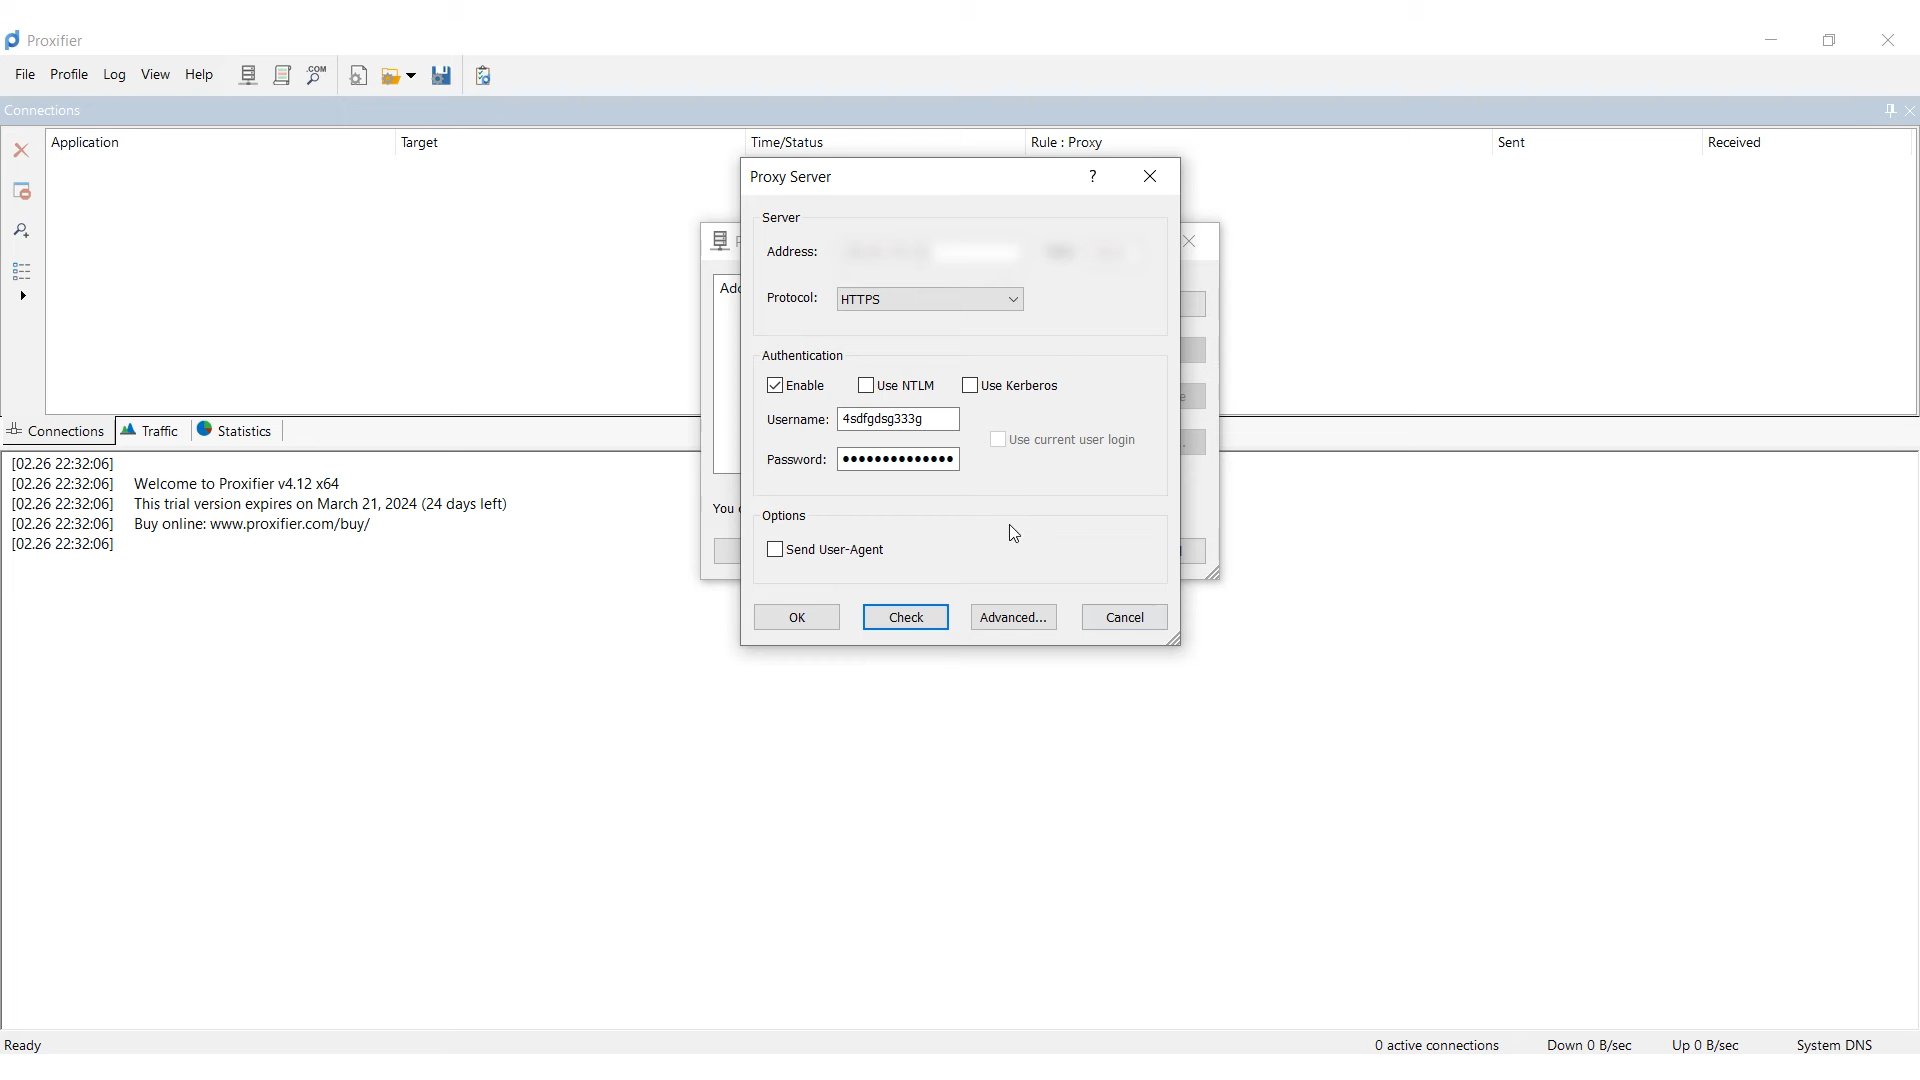 Proxifier
File Profile Log View Help .COM
Connections
Application Target Time/Status Rule : Proxy Sent Received
Proxy Server ?
Server
Address:
Protocol: HTTPS
Authentication
Enable Use NTLM Use Kerberos
Username: 4sdfgdsg333g
Use current user login
Password: ••••••••••••••
Options
Send User-Agent
OK Check Advanced... Cancel
Connections Traffic Statistics
[02.26 22:32:06]
[02.26 22:32:06] Welcome to Proxifier v4.12 x64
[02.26 22:32:06] This trial version expires on March 21, 2024 (24 days left)
[02.26 22:32:06] Buy online: www.proxifier.com/buy/
[02.26 22:32:06]
You
Ready 0 active connections Down 0 B/sec Up 0 B/sec System DNS